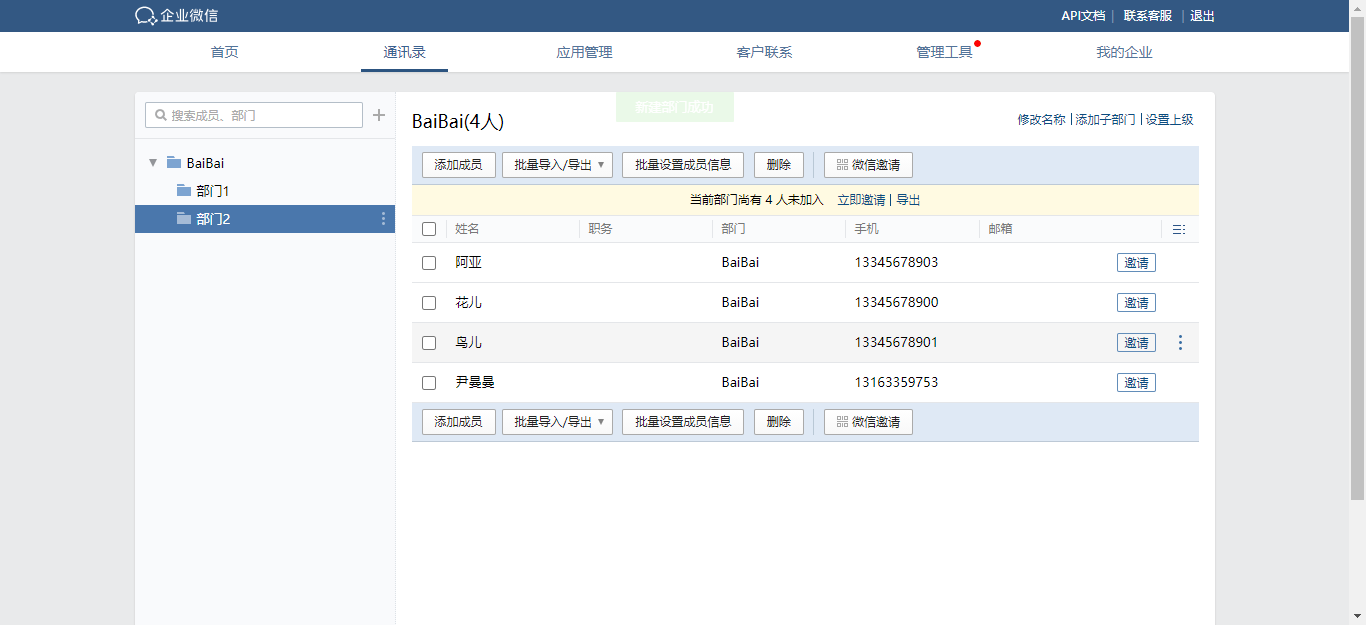 企业微信
API文档 | 联系客服 | 退出
首页 通讯录 应用管理 客户联系 管理工具 我的企业
搜索成员、部门
新建部门成功
BaiBai(4人)
修改名称 | 添加子部门 | 设置上级
BaiBai
部门1
部门2
添加成员 批量导入/导出 批量设置成员信息 删除 微信邀请
当前部门尚有 4 人未加入 立即邀请 | 导出
姓名 职务 部门 手机 邮箱
阿亚 BaiBai 13345678903 邀请
花儿 BaiBai 13345678900 邀请
鸟儿 BaiBai 13345678901 邀请
尹曼曼 BaiBai 13163359753 邀请
添加成员 批量导入/导出 批量设置成员信息 删除 微信邀请